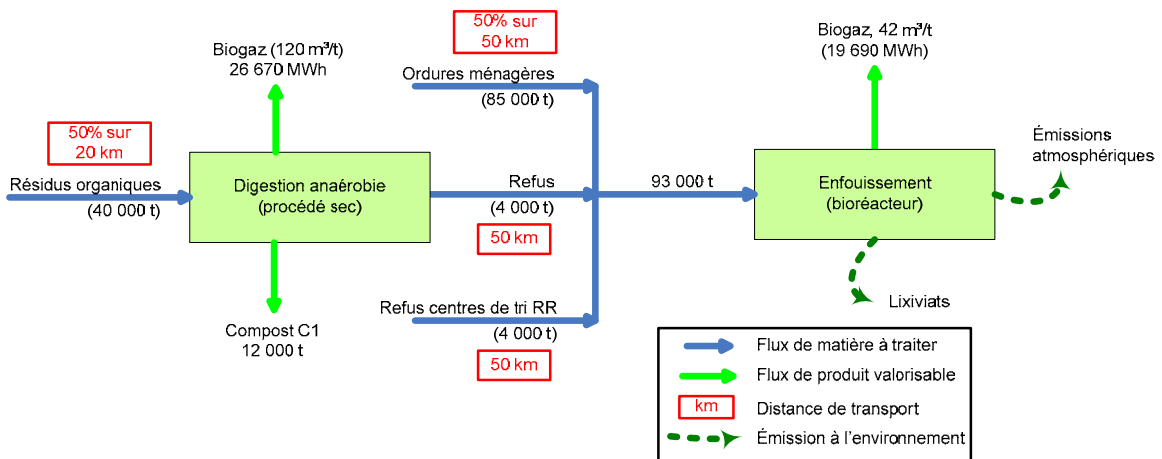 50% sur
50 km
Biogaz (120 m³/t)
26 670 MWh
Ordures ménagères
(85 000 t)
Biogaz, 42 m³/t
(19 690 MWh)
50% sur
20 km
Résidus organiques
(40 000 t)
Digestion anaérobie
(procédé sec)
Refus
(4 000 t)
50 km
93 000 t
Enfouissement
(bioréacteur)
Émissions
atmosphériques
Lixiviats
Compost C1
12 000 t
Refus centres de tri RR
(4 000 t)
50 km
Flux de matière à traiter
Flux de produit valorisable
km
Distance de transport
Émission à l'environnement